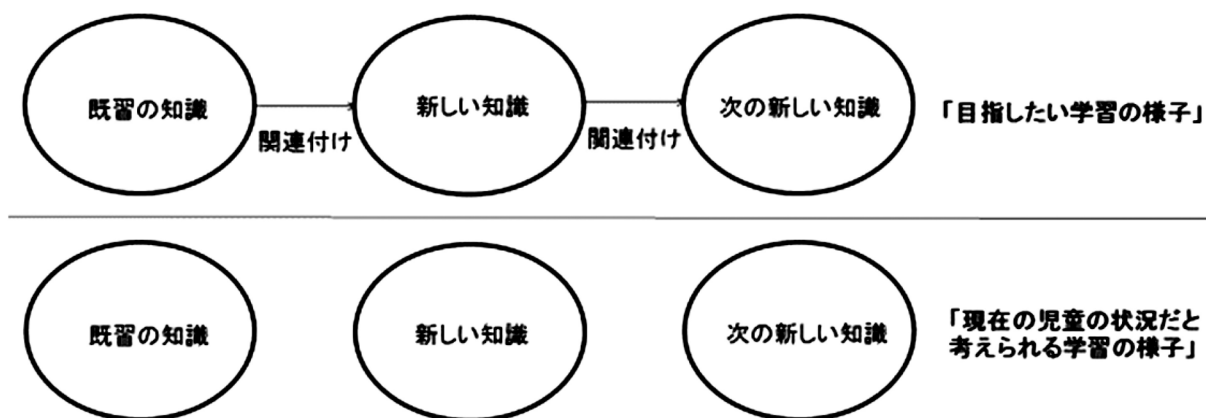 既習の知識
新しい知識
次の新しい知識
「目指したい学習の様子」
関連付け
関連付け
既習の知識
新しい知識
次の新しい知識
「現在の児童の状況だと
考えられる学習の様子」